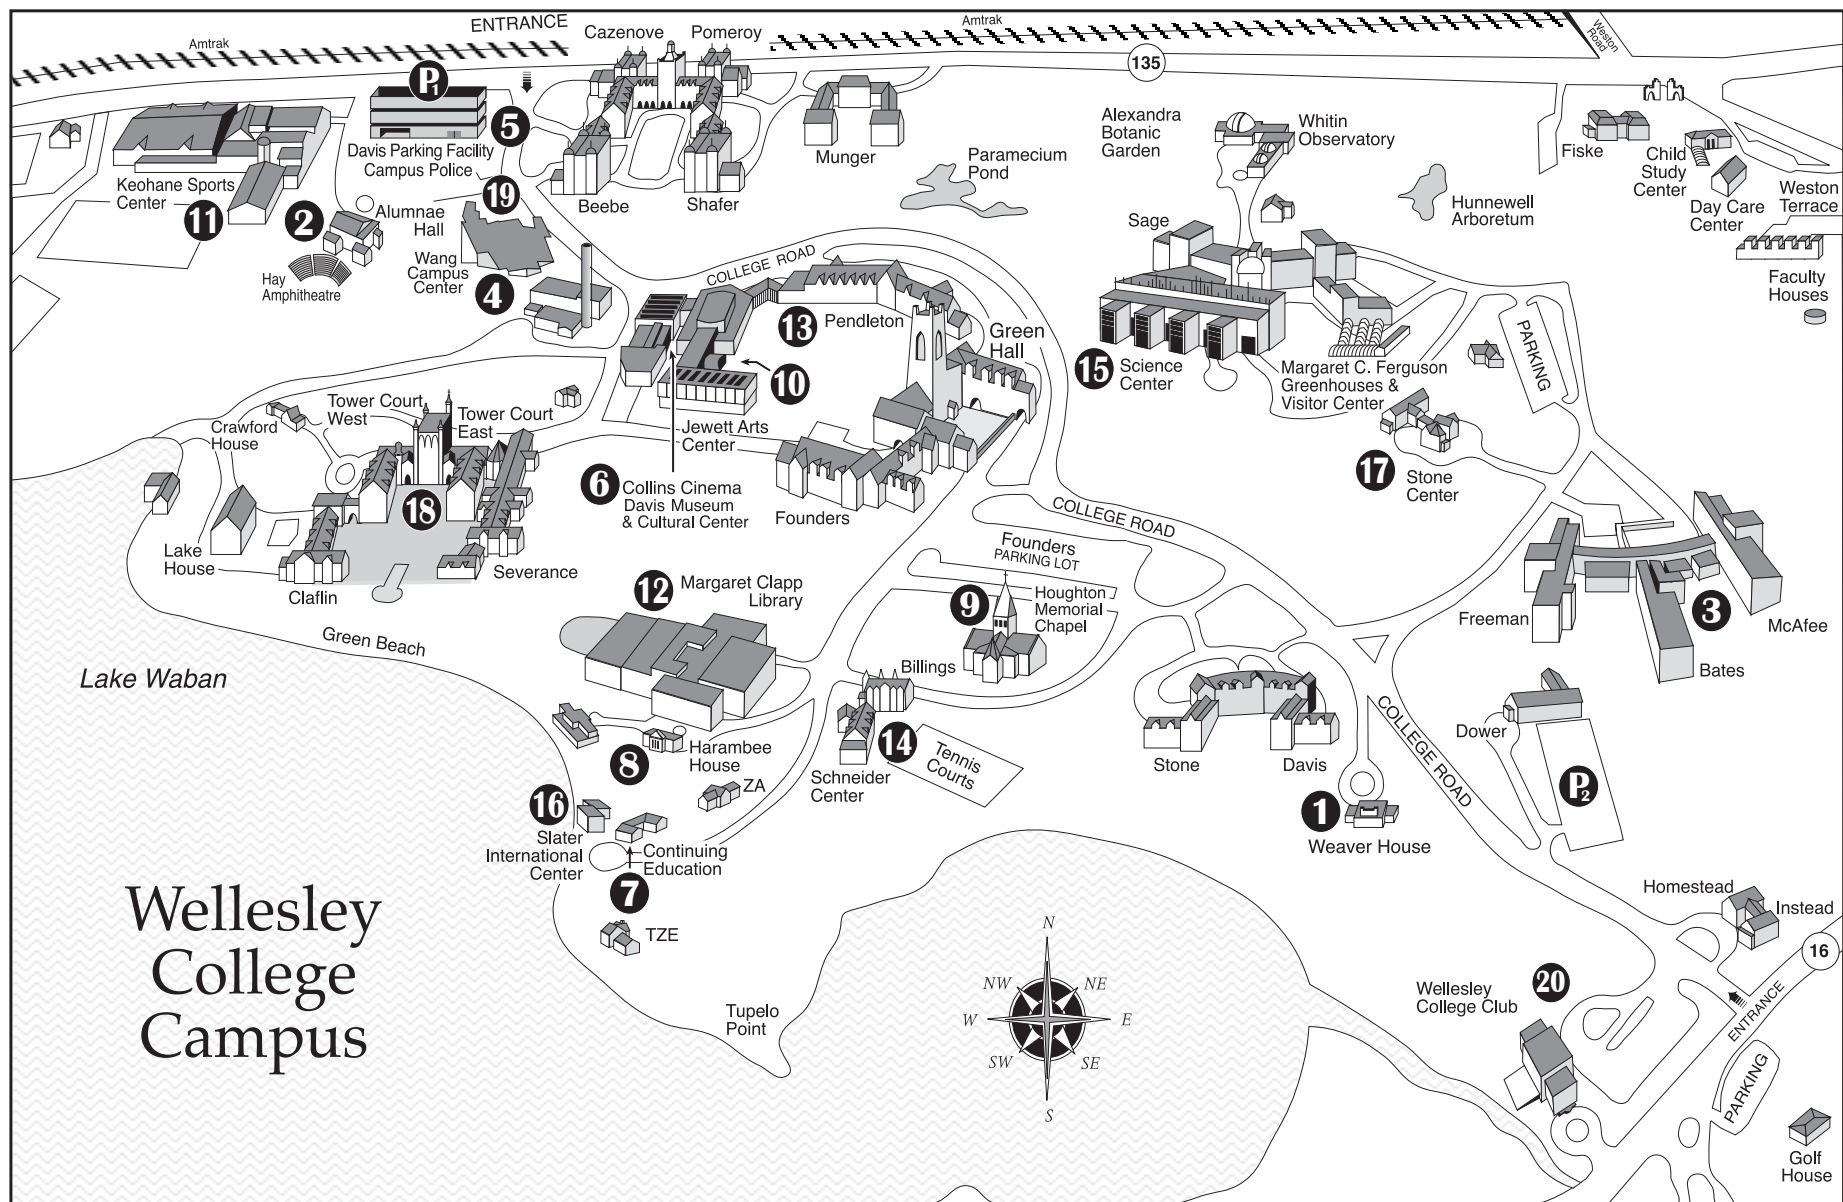 ENTRANCE
Amtrak
Amtrak
Weston
Road
135
Cazenove
Pomeroy
P1
5
Davis Parking Facility
Campus Police
Keohane Sports
Center
11
2
Alumnae
Hall
Hay
Amphitheatre
19
Wang
Campus
Center
4
Beebe
Shafer
Munger
Paramecium
Pond
Alexandra
Botanic
Garden
Whitin
Observatory
Hunnewell
Arboretum
Fiske
Child
Study
Center
Day Care
Center
Weston
Terrace
Faculty
Houses
Sage
COLLEGE ROAD
13
Pendleton
Green
Hall
10
Jewett Arts
Center
6
Collins Cinema
Davis Museum
& Cultural Center
Founders
15
Science
Center
Margaret C. Ferguson
Greenhouses &
Visitor Center
PARKING
17
Stone
Center
Crawford
House
Tower Court
West
Tower Court
East
18
Lake
House
Claflin
Severance
Green Beach
Lake Waban
12
Margaret Clapp
Library
COLLEGE ROAD
Founders
PARKING LOT
9
Houghton
Memorial
Chapel
Billings
Freeman
3
McAfee
Bates
8
Harambee
House
14
Schneider
Center
Tennis
Courts
ZA
16
Slater
International
Center
Continuing
Education
7
TZE
Stone
Davis
1
Weaver House
COLLEGE ROAD
Dower
P2
Homestead
Instead
16
ENTRANCE
Wellesley
College Club
20
PARKING
Golf
House
Tupelo
Point
N
NW
NE
W
E
SW
SE
S
Wellesley
College
Campus